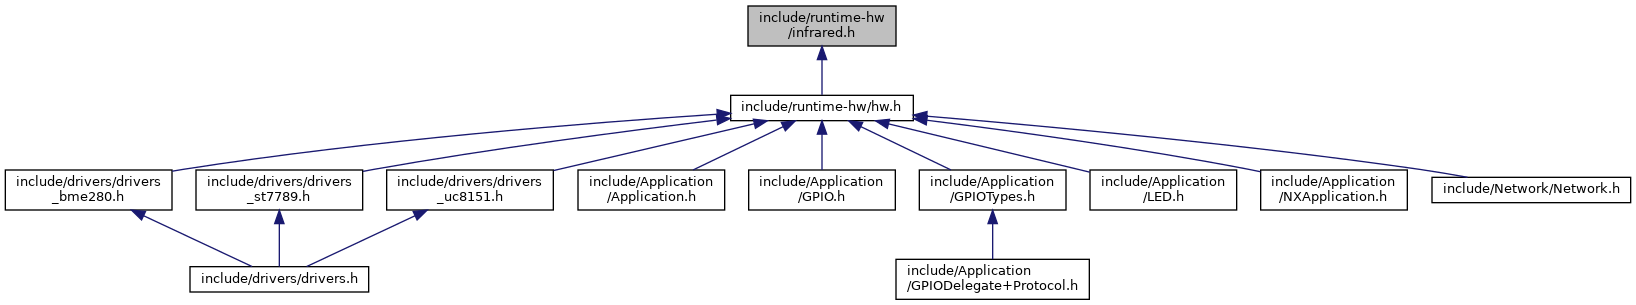 include/runtime-hw
/infrared.h
include/runtime-hw/hw.h
include/drivers/drivers
_bme280.h
include/drivers/drivers
_st7789.h
include/drivers/drivers
_uc8151.h
include/Application
/Application.h
include/Application
/GPIO.h
include/Application
/GPIOTypes.h
include/Application
/LED.h
include/Application
/NXApplication.h
include/Network/Network.h
include/drivers/drivers.h
include/Application
/GPIODelegate+Protocol.h